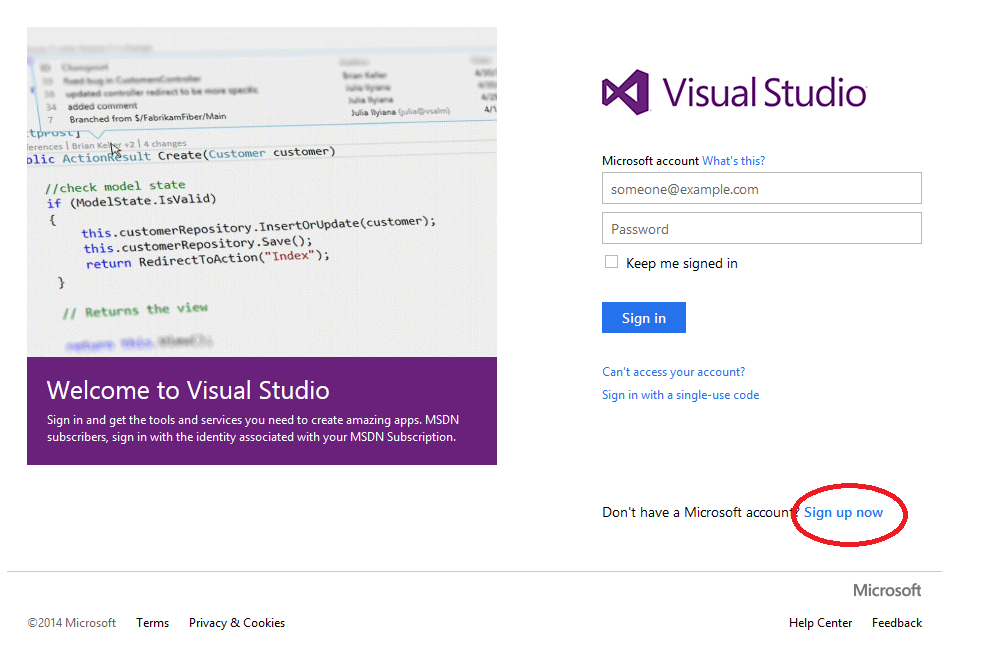 ID Changeset
fixed bug in CustomersController Brian Keller
36 updated controller redirect to be more specific Julia Ilyiana
34 added comment Julia Ilyiana
7 Branched from $/FabrikamFiber/Main Julia Ilyiana (julia@vsalm) 4/1
tpPost]
erences | Brian Keller +2 | 4 changes
blic ActionResult Create(Customer customer)
//check model state
if (ModelState.IsValid)
{
this.customerRepository.InsertOrUpdate(customer);
this.customerRepository.Save();
return RedirectToAction("Index");
}
// Returns the view
return this.View();
Welcome to Visual Studio
Sign in and get the tools and services you need to create amazing apps. MSDN
subscribers, sign in with the identity associated with your MSDN Subscription.
Visual Studio
Microsoft account What's this?
someone@example.com
Password
Keep me signed in
Sign in
Can't access your account?
Sign in with a single-use code
Don't have a Microsoft account? Sign up now
Microsoft
©2014 Microsoft Terms Privacy & Cookies Help Center Feedback